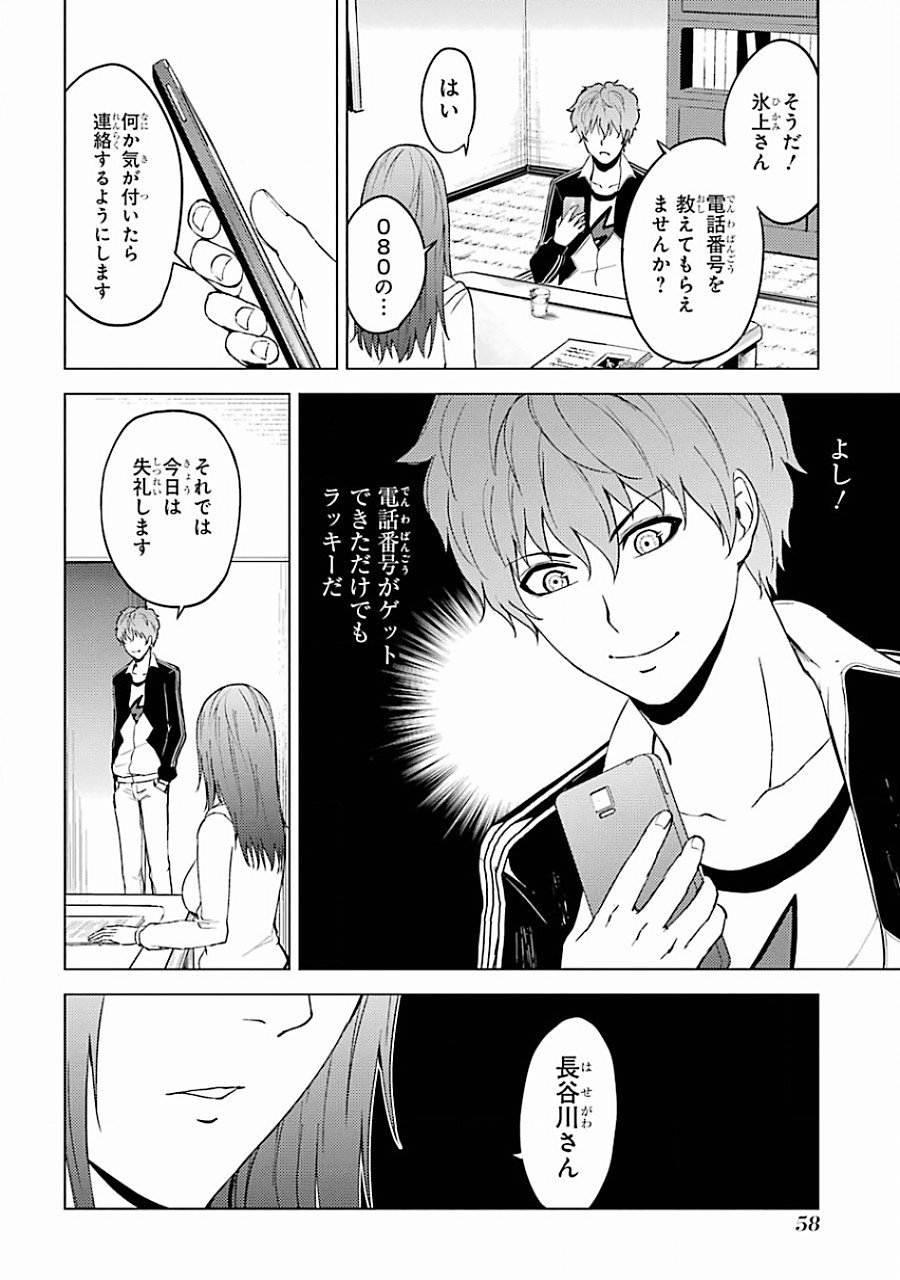 そうだ！
氷上さん
電話番号を
教えてもらえ
ませんか？
はい
080の…
何か気が付いたら
連絡するようにします
よし！
電話番号がゲット
できただけでも
ラッキーだ
それでは
今日は
失礼します
長谷川さん
58